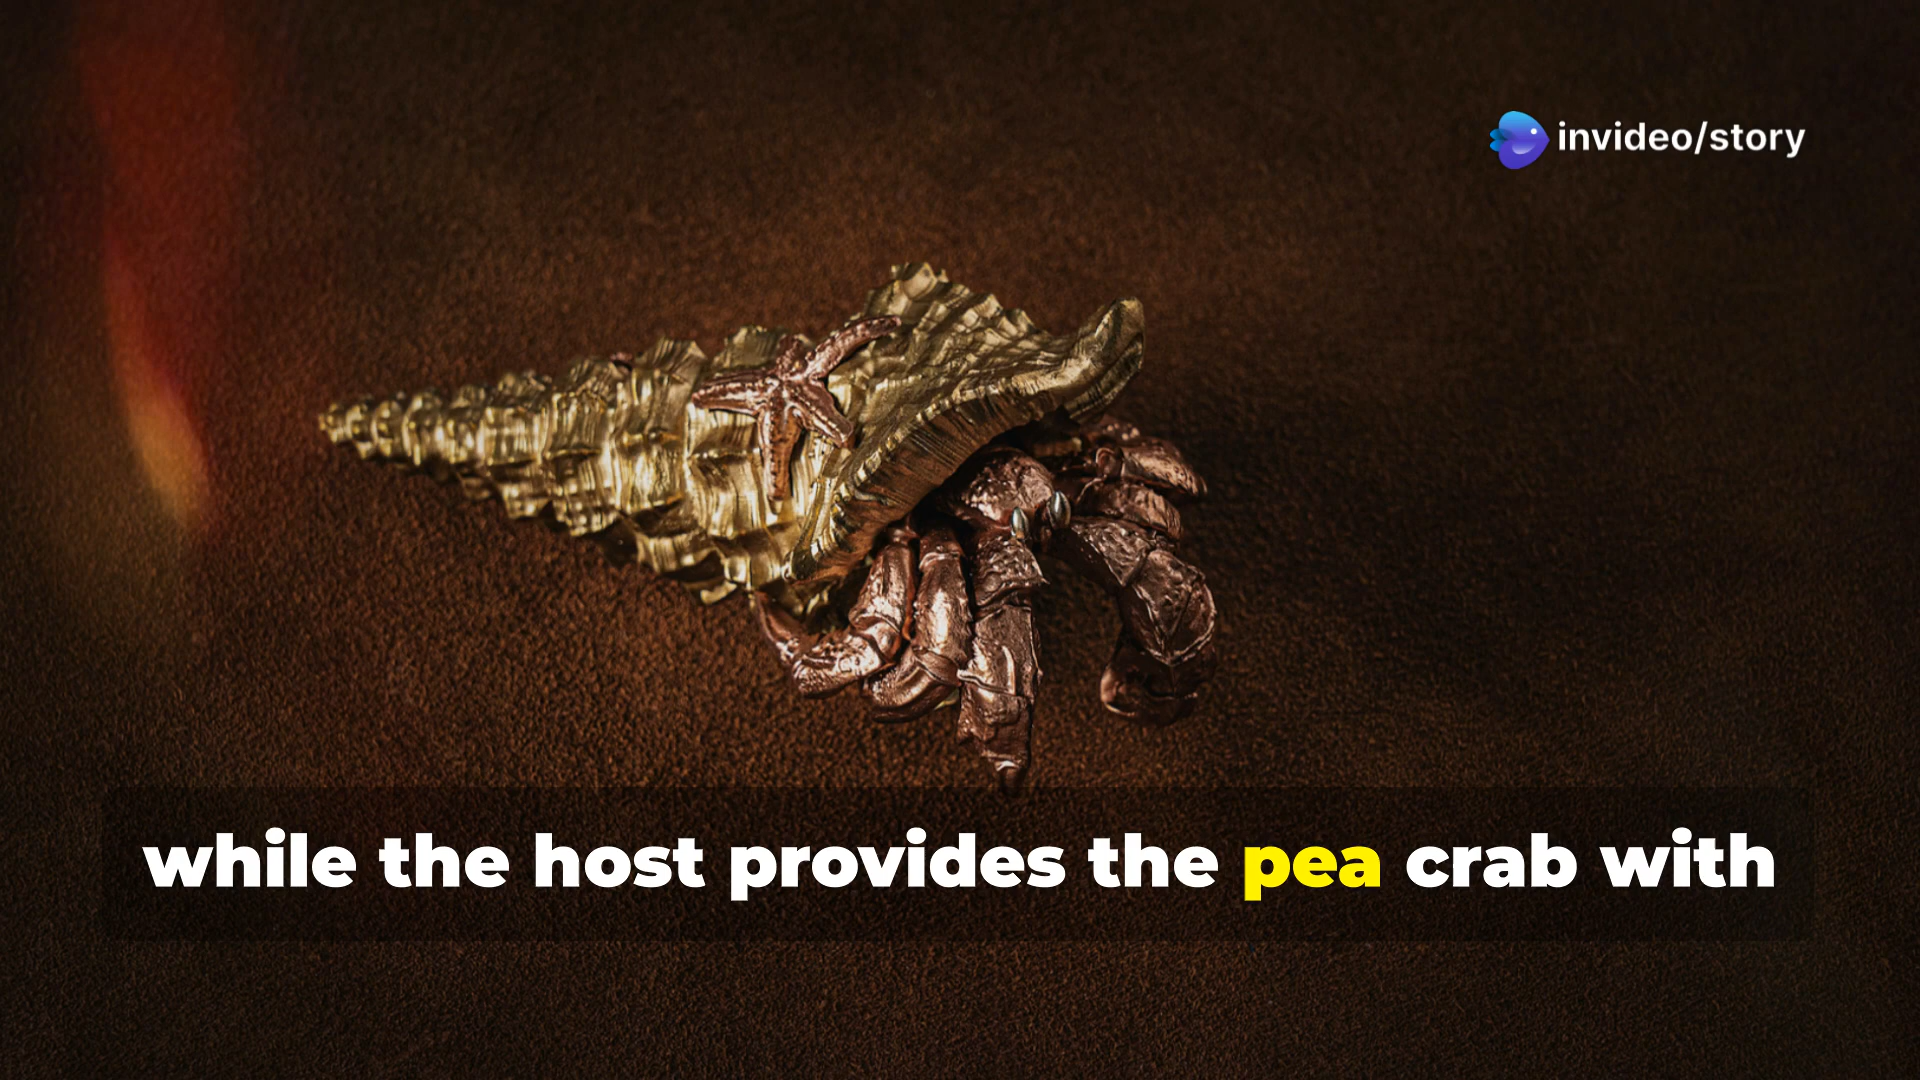 invideo/story
while the host provides the pea crab with